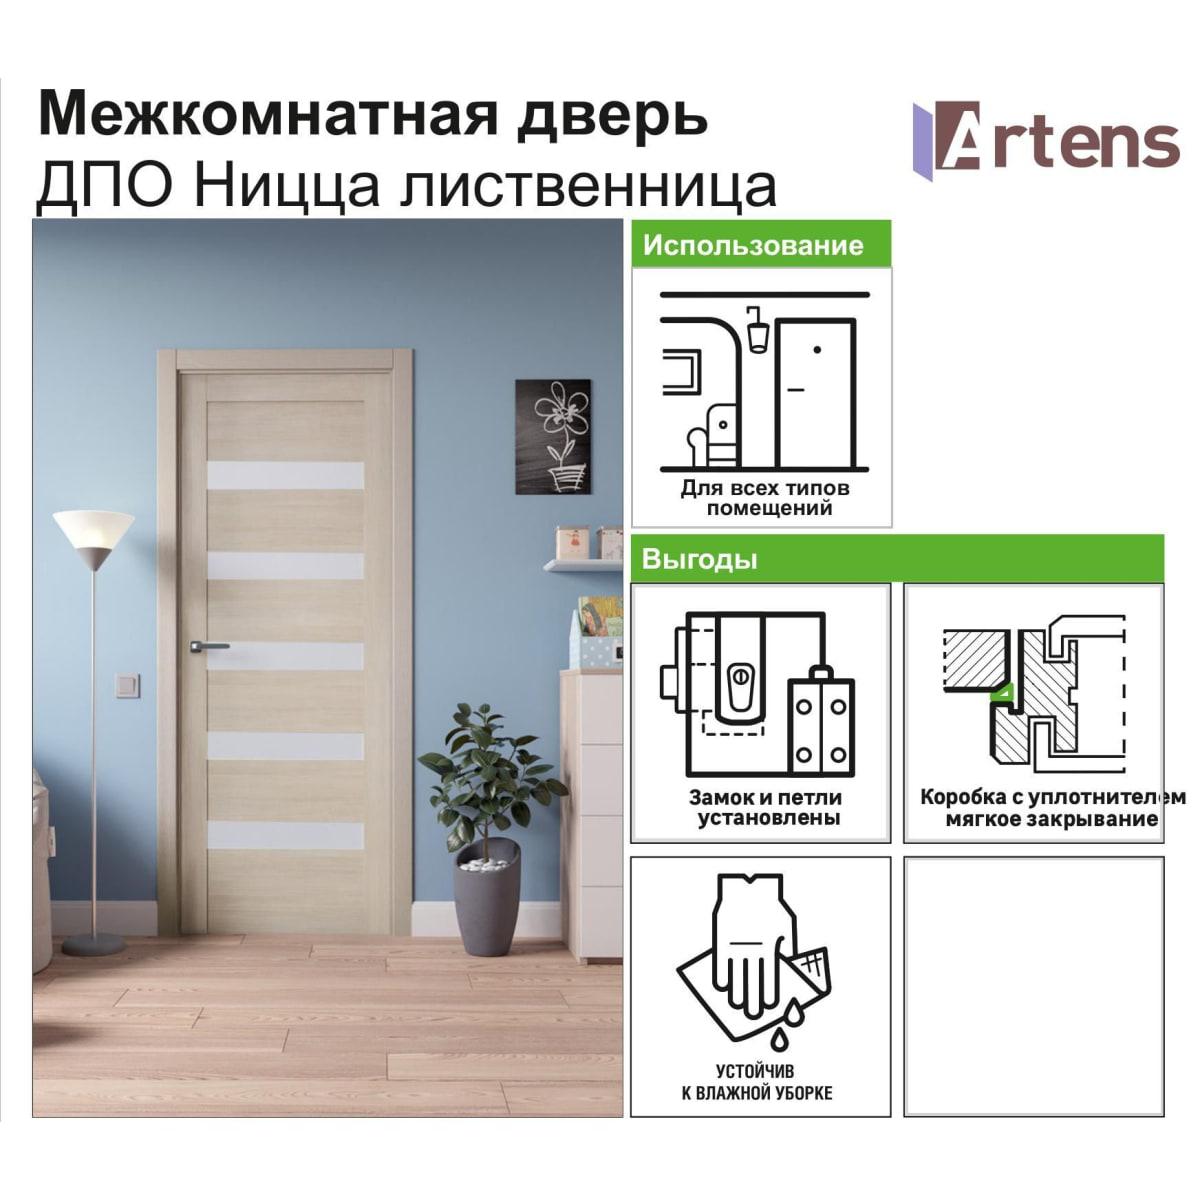 Межкомнатная дверь
ДПО Ницца лиственница
Artens
Использование
Для всех типов
помещений
Выгоды
Замок и петли
установлены
Коробка с уплотнителем
мягкое закрывание
УСТОЙЧИВ
К ВЛАЖНОЙ УБОРКЕ